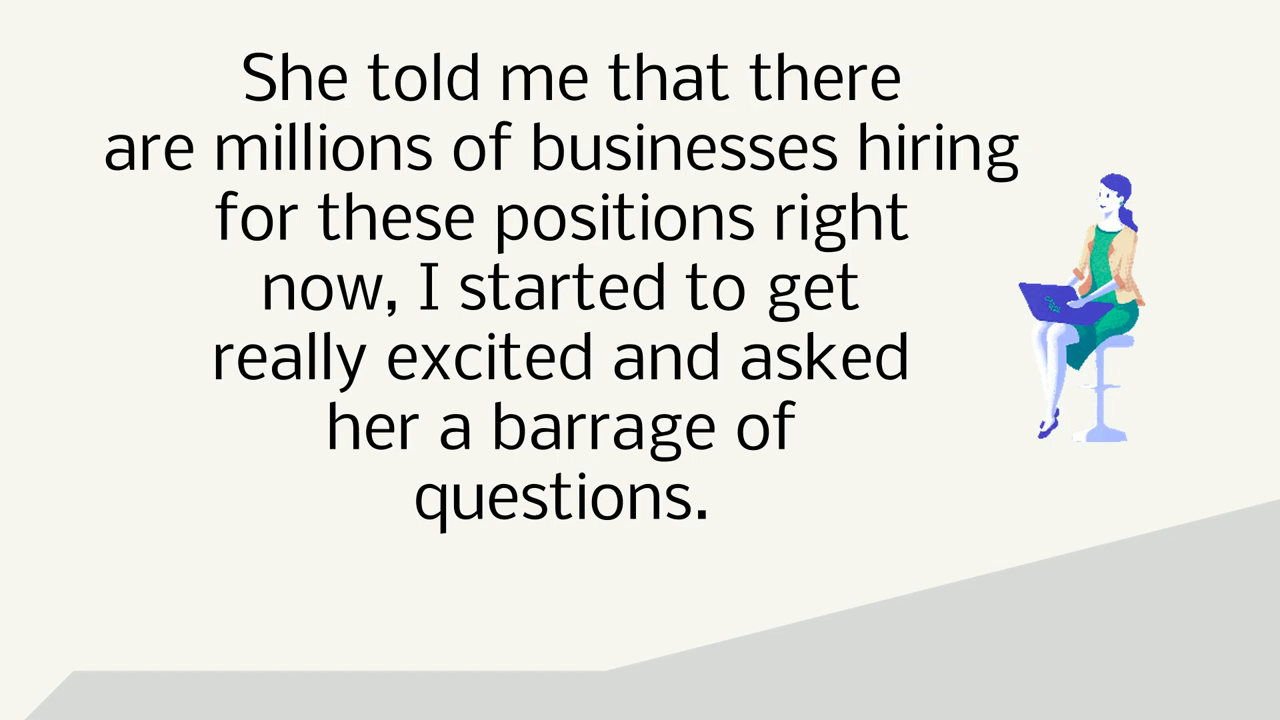 She told me that there
are millions of businesses hiring
for these positions right
now, I started to get
really excited and asked
her a barrage of
questions.